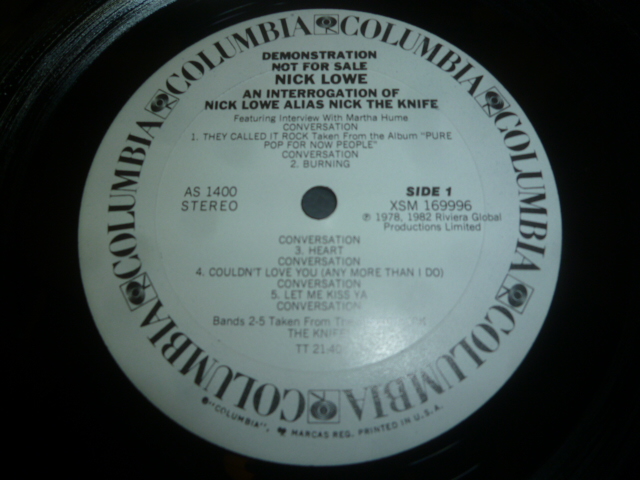 COLUMBIA COLUMBIA COLUMBIA COLUMBIA COLUMBIA COLUMBIA COLUMBIA COLUMBIA
DEMONSTRATION
NOT FOR SALE
NICK LOWE
AN INTERROGATION OF
NICK LOWE ALIAS NICK THE KNIFE
Featuring Interview With Martha Hume
CONVERSATION
1. THEY CALLED IT ROCK Taken From the Album "PURE
POP FOR NOW PEOPLE"
CONVERSATION
2. BURNING
AS 1400
STEREO
SIDE 1
XSM 169996
℗ 1978, 1982 Riviera Global
Productions Limited
CONVERSATION
3. HEART
CONVERSATION
4. COULDN'T LOVE YOU (ANY MORE THAN I DO)
CONVERSATION
5. LET ME KISS YA
CONVERSATION
Bands 2-5 Taken From
THE KNIFE
TT 21:40
®"COLUMBIA", MARCAS REG. PRINTED IN U.S.A.